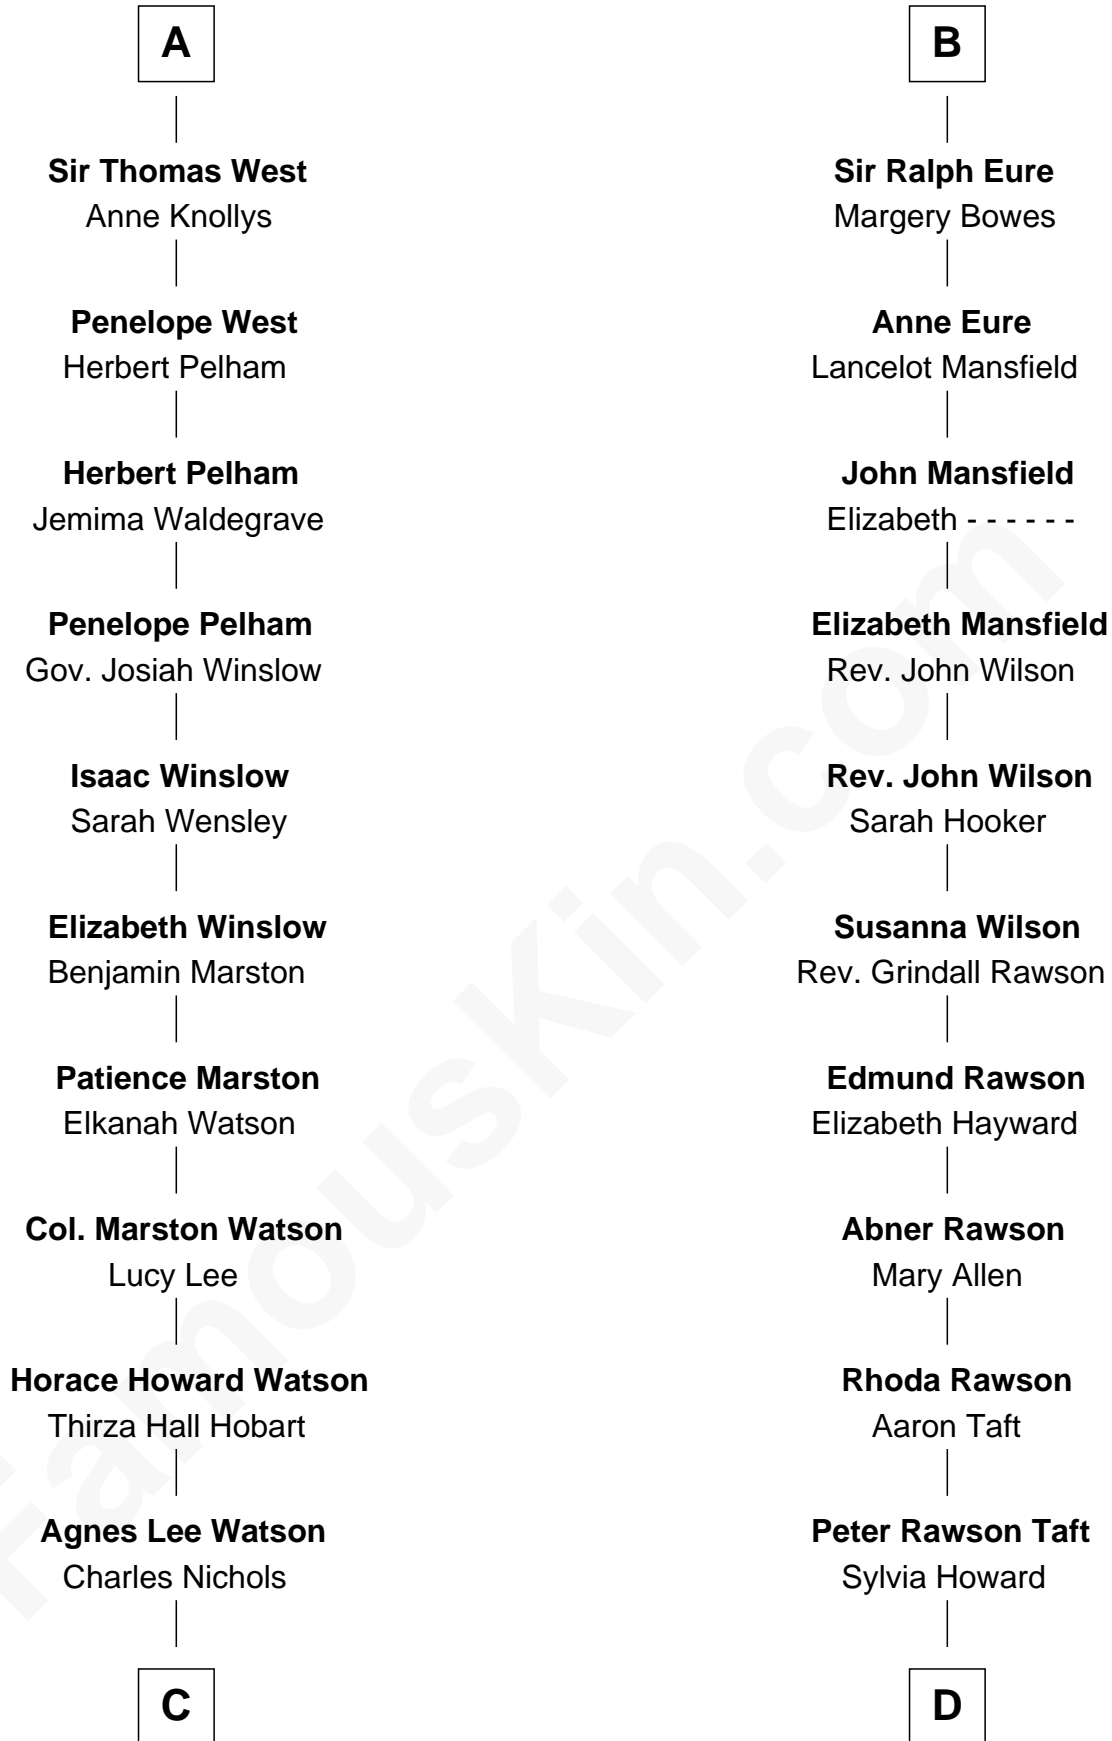 A
Sir Thomas West
Anne Knollys
Penelope West
Herbert Pelham
Herbert Pelham
Jemima Waldegrave
Penelope Pelham
Gov. Josiah Winslow
Isaac Winslow
Sarah Wensley
Elizabeth Winslow
Benjamin Marston
Patience Marston
Elkanah Watson
Col. Marston Watson
Lucy Lee
Horace Howard Watson
Thirza Hall Hobart
Agnes Lee Watson
Charles Nichols
C
B
Sir Ralph Eure
Margery Bowes
Anne Eure
Lancelot Mansfield
John Mansfield
Elizabeth - - - - - -
Elizabeth Mansfield
Rev. John Wilson
Rev. John Wilson
Sarah Hooker
Susanna Wilson
Rev. Grindall Rawson
Edmund Rawson
Elizabeth Hayward
Abner Rawson
Mary Allen
Rhoda Rawson
Aaron Taft
Peter Rawson Taft
Sylvia Howard
D
FamousKin.com